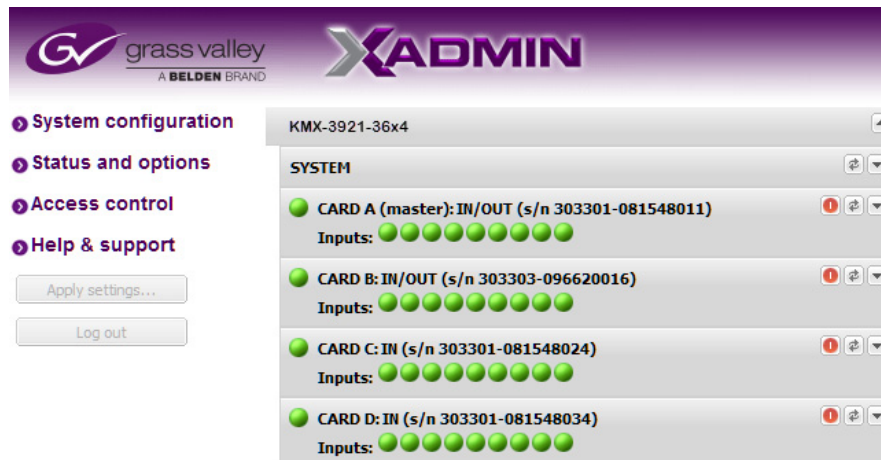 GV grass valley
A BELDEN BRAND
XADMIN
System configuration
Status and options
Access control
Help & support
Apply settings...
Log out
KMX-3921-36x4
SYSTEM
CARD A (master): IN/OUT (s/n 303301-081548011)
Inputs:
CARD B: IN/OUT (s/n 303303-096620016)
Inputs:
CARD C: IN (s/n 303301-081548024)
Inputs:
CARD D: IN (s/n 303301-081548034)
Inputs: